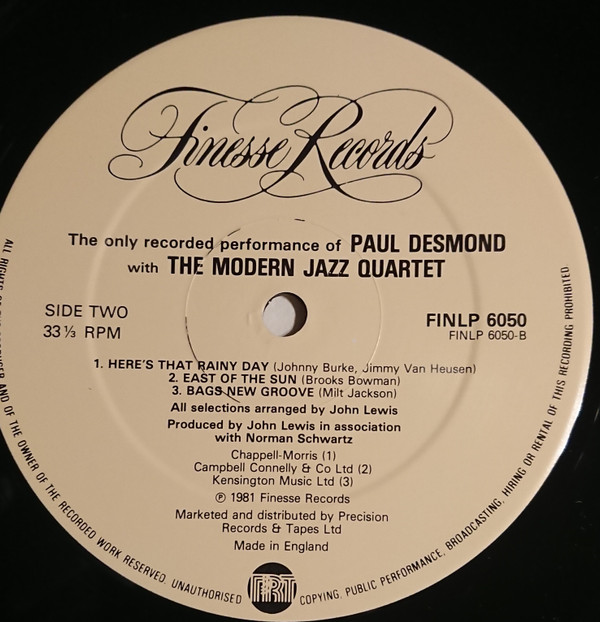 Finesse Records
The only recorded performance of PAUL DESMOND
with THE MODERN JAZZ QUARTET
SIDE TWO
33⅓ RPM
FINLP 6050
FINLP 6050-B
1. HERE'S THAT RAINY DAY (Johnny Burke, Jimmy Van Heusen)
2. EAST OF THE SUN (Brooks Bowman)
3. BAGS NEW GROOVE (Milt Jackson)
All selections arranged by John Lewis
Produced by John Lewis in association
with Norman Schwartz
Chappell-Morris (1)
Campbell Connelly & Co Ltd (2)
Kensington Music Ltd (3)
℗ 1981 Finesse Records
Marketed and distributed by Precision
Records & Tapes Ltd
Made in England
PRT
ALL RIGHTS AND OF THE OWNER OF THE RECORDED WORK RESERVED. UNAUTHORISED COPYING, PUBLIC PERFORMANCE, BROADCASTING, HIRING OR RENTAL OF THIS RECORDING PROHIBITED.